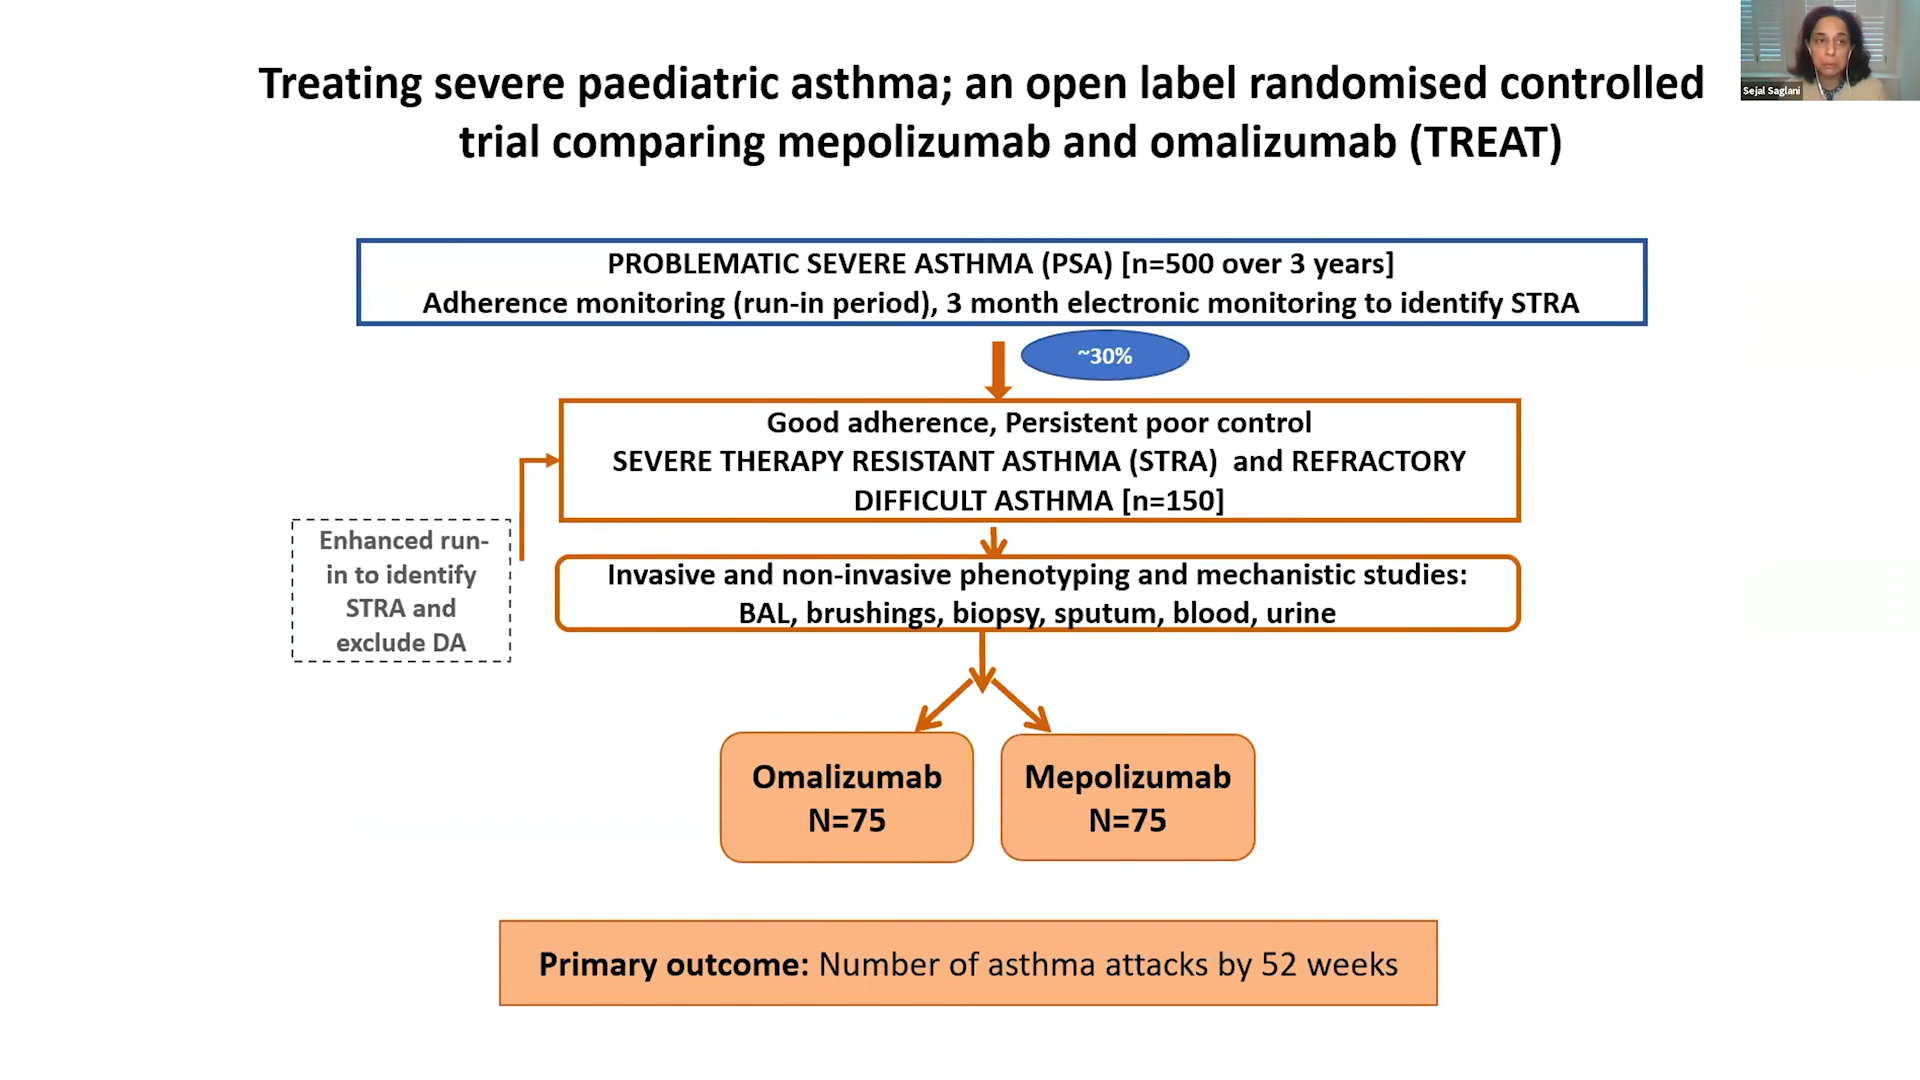 Treating severe paediatric asthma; an open label randomised controlled
trial comparing mepolizumab and omalizumab (TREAT)
Sejal Saglani
PROBLEMATIC SEVERE ASTHMA (PSA) [n=500 over 3 years]
Adherence monitoring (run-in period), 3 month electronic monitoring to identify STRA
~30%
Good adherence, Persistent poor control
SEVERE THERAPY RESISTANT ASTHMA (STRA) and REFRACTORY
DIFFICULT ASTHMA [n=150]
Enhanced run-
in to identify
STRA and
exclude DA
Invasive and non-invasive phenotyping and mechanistic studies:
BAL, brushings, biopsy, sputum, blood, urine
Omalizumab
N=75
Mepolizumab
N=75
Primary outcome: Number of asthma attacks by 52 weeks